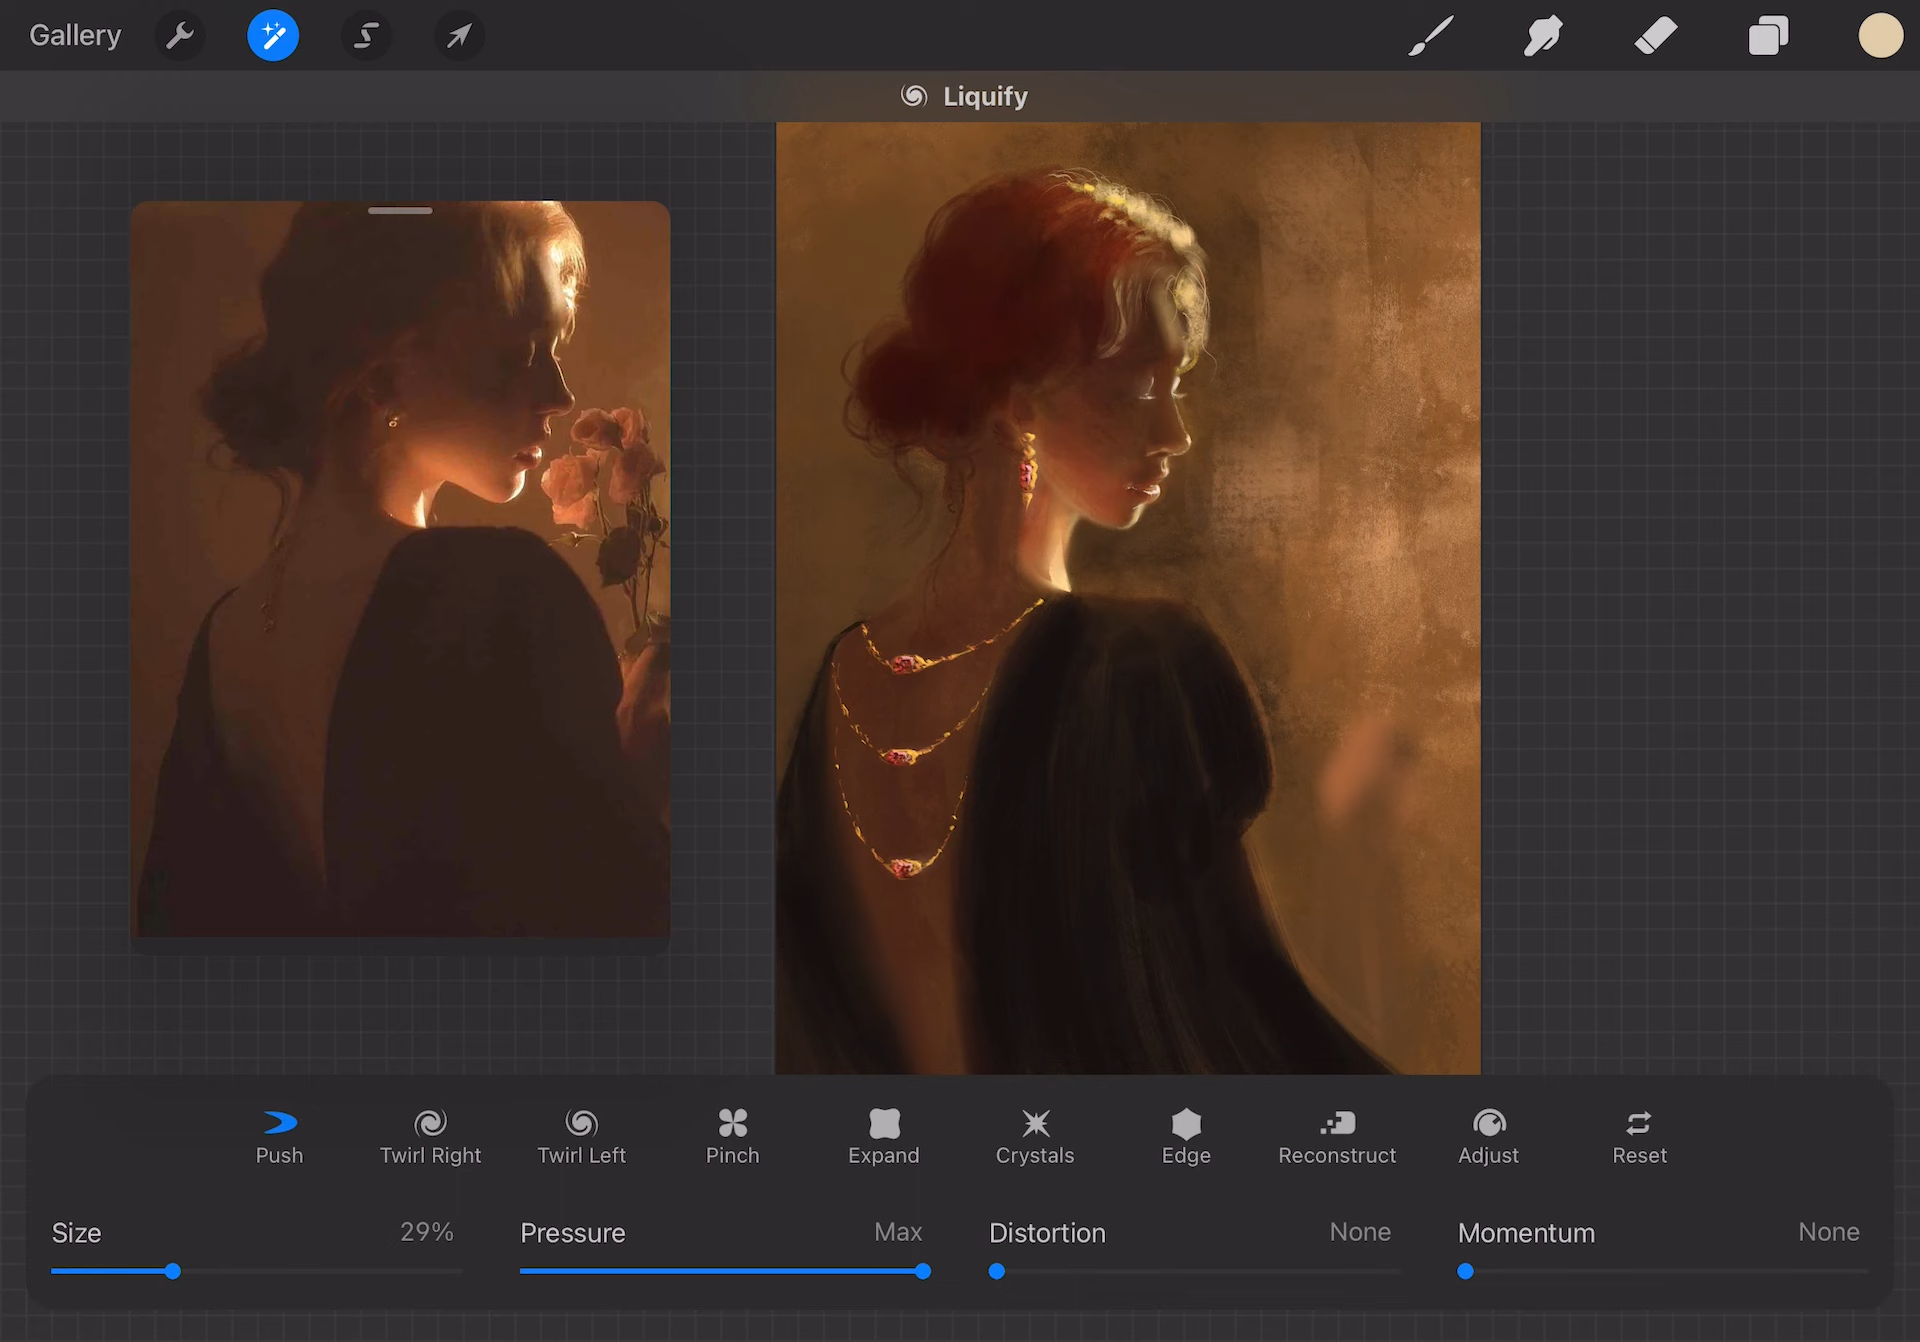 Gallery
Liquify
Push Twirl Right Twirl Left Pinch Expand Crystals Edge Reconstruct Adjust Reset
Size 29% Pressure Max Distortion None Momentum None